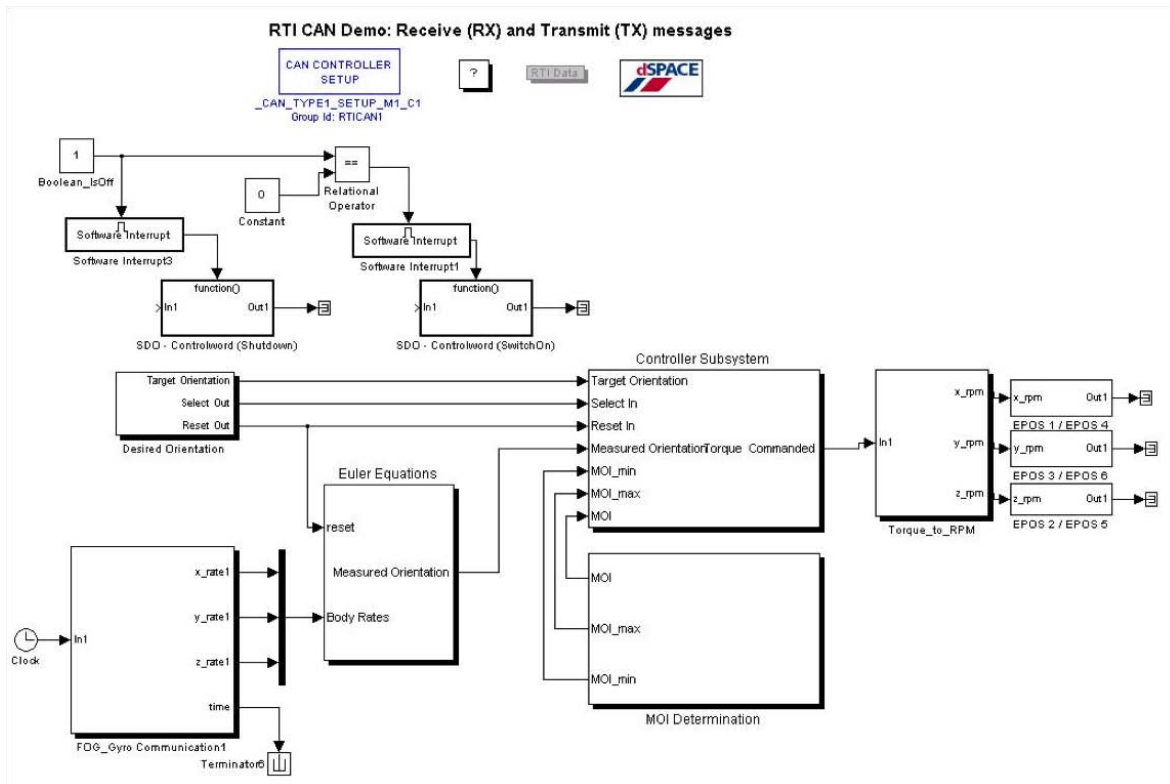 RTI CAN Demo: Receive (RX) and Transmit (TX) messages
CAN CONTROLLER
SETUP
_CAN_TYPE1_SETUP_M1_C1
Group Id: RTICAN1
?
RTI Data
dSPACE
1
Boolean_IsOff
==
Relational
Operator
0
Constant
Software Interrupt
Software Interrupt3
Software Interrupt
Software Interrupt1
function()
In1
Out1
SDO - Controlword (Shutdown)
function()
In1
Out1
SDO - Controlword (SwitchOn)
Target Orientation
Select Out
Reset Out
Desired Orientation
Controller Subsystem
Target Orientation
Select In
Reset In
Measured Orientation
Torque Commanded
MOI_min
MOI_max
MOI
In1
x_rpm
y_rpm
z_rpm
Torque_to_RPM
x_rpm
Out1
EPOS 1 / EPOS 4
y_rpm
Out1
EPOS 3 / EPOS 6
z_rpm
Out1
EPOS 2 / EPOS 5
Euler Equations
reset
Measured Orientation
Body Rates
MOI
MOI_max
MOI_min
MOI Determination
Clock
In1
x_rate1
y_rate1
z_rate1
time
FOG_Gyro Communication1
Terminator6